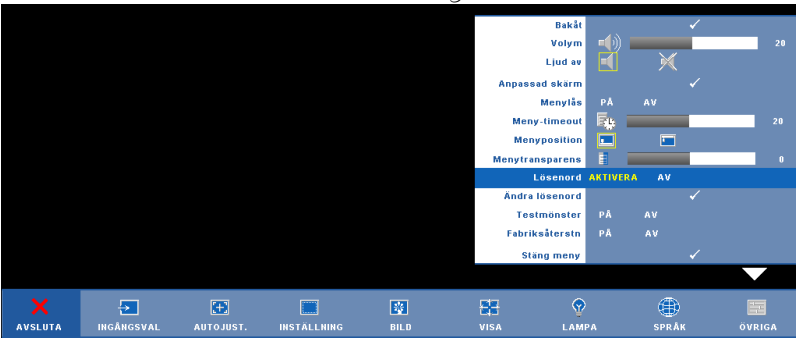 Bakåt
Volym 20
Ljud av
Anpassad skärm
Menylås PÅ AV
Meny-timeout 20
Menyposition
Menytransparens 0
Lösenord AKTIVERA AV
Ändra lösenord
Testmönster PÅ AV
Fabriksåterstn PÅ AV
Stäng meny
AVSLUTA INGÅNGSVAL AUTOJUST. INSTÄLLNING BILD VISA LAMPA SPRÅK ÖVRIGA